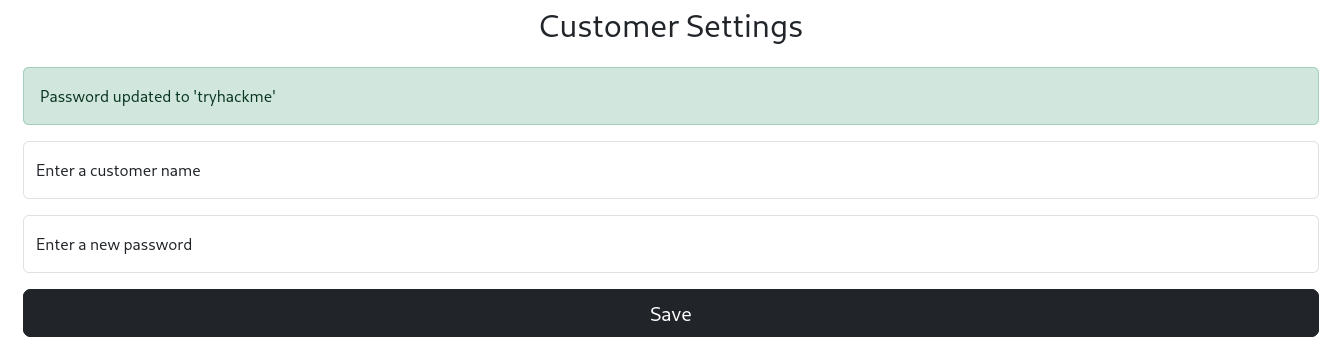 Customer Settings
Password updated to 'tryhackme'
Enter a customer name
Enter a new password
Save